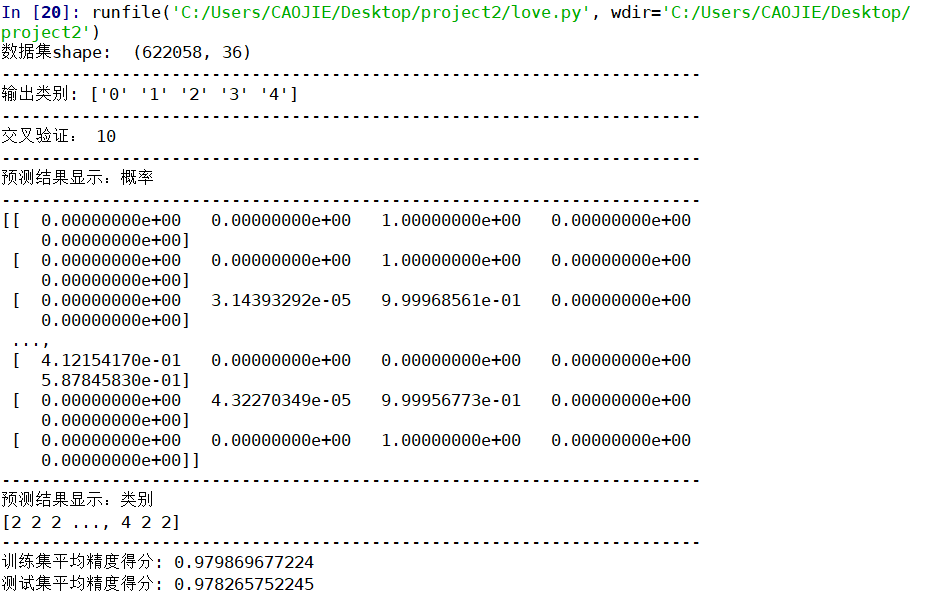 In [20]: runfile('C:/Users/CAOJIE/Desktop/project2/love.py', wdir='C:/Users/CAOJIE/Desktop/
project2')
数据集shape:  (622058, 36)
----------------------------------------------------------------------
输出类别: ['0' '1' '2' '3' '4']
----------------------------------------------------------------------
交叉验证:  10
----------------------------------------------------------------------
预测结果显示：概率
----------------------------------------------------------------------
[[  0.00000000e+00   0.00000000e+00   1.00000000e+00   0.00000000e+00
    0.00000000e+00]
 [  0.00000000e+00   0.00000000e+00   1.00000000e+00   0.00000000e+00
    0.00000000e+00]
 [  0.00000000e+00   3.14393292e-05   9.99968561e-01   0.00000000e+00
    0.00000000e+00]
 ...,
 [  4.12154170e-01   0.00000000e+00   0.00000000e+00   0.00000000e+00
    5.87845830e-01]
 [  0.00000000e+00   4.32270349e-05   9.99956773e-01   0.00000000e+00
    0.00000000e+00]
 [  0.00000000e+00   0.00000000e+00   1.00000000e+00   0.00000000e+00
    0.00000000e+00]]
----------------------------------------------------------------------
预测结果显示：类别
[2 2 2 ..., 4 2 2]
----------------------------------------------------------------------
训练集平均精度得分: 0.979869677224
测试集平均精度得分: 0.978265752245